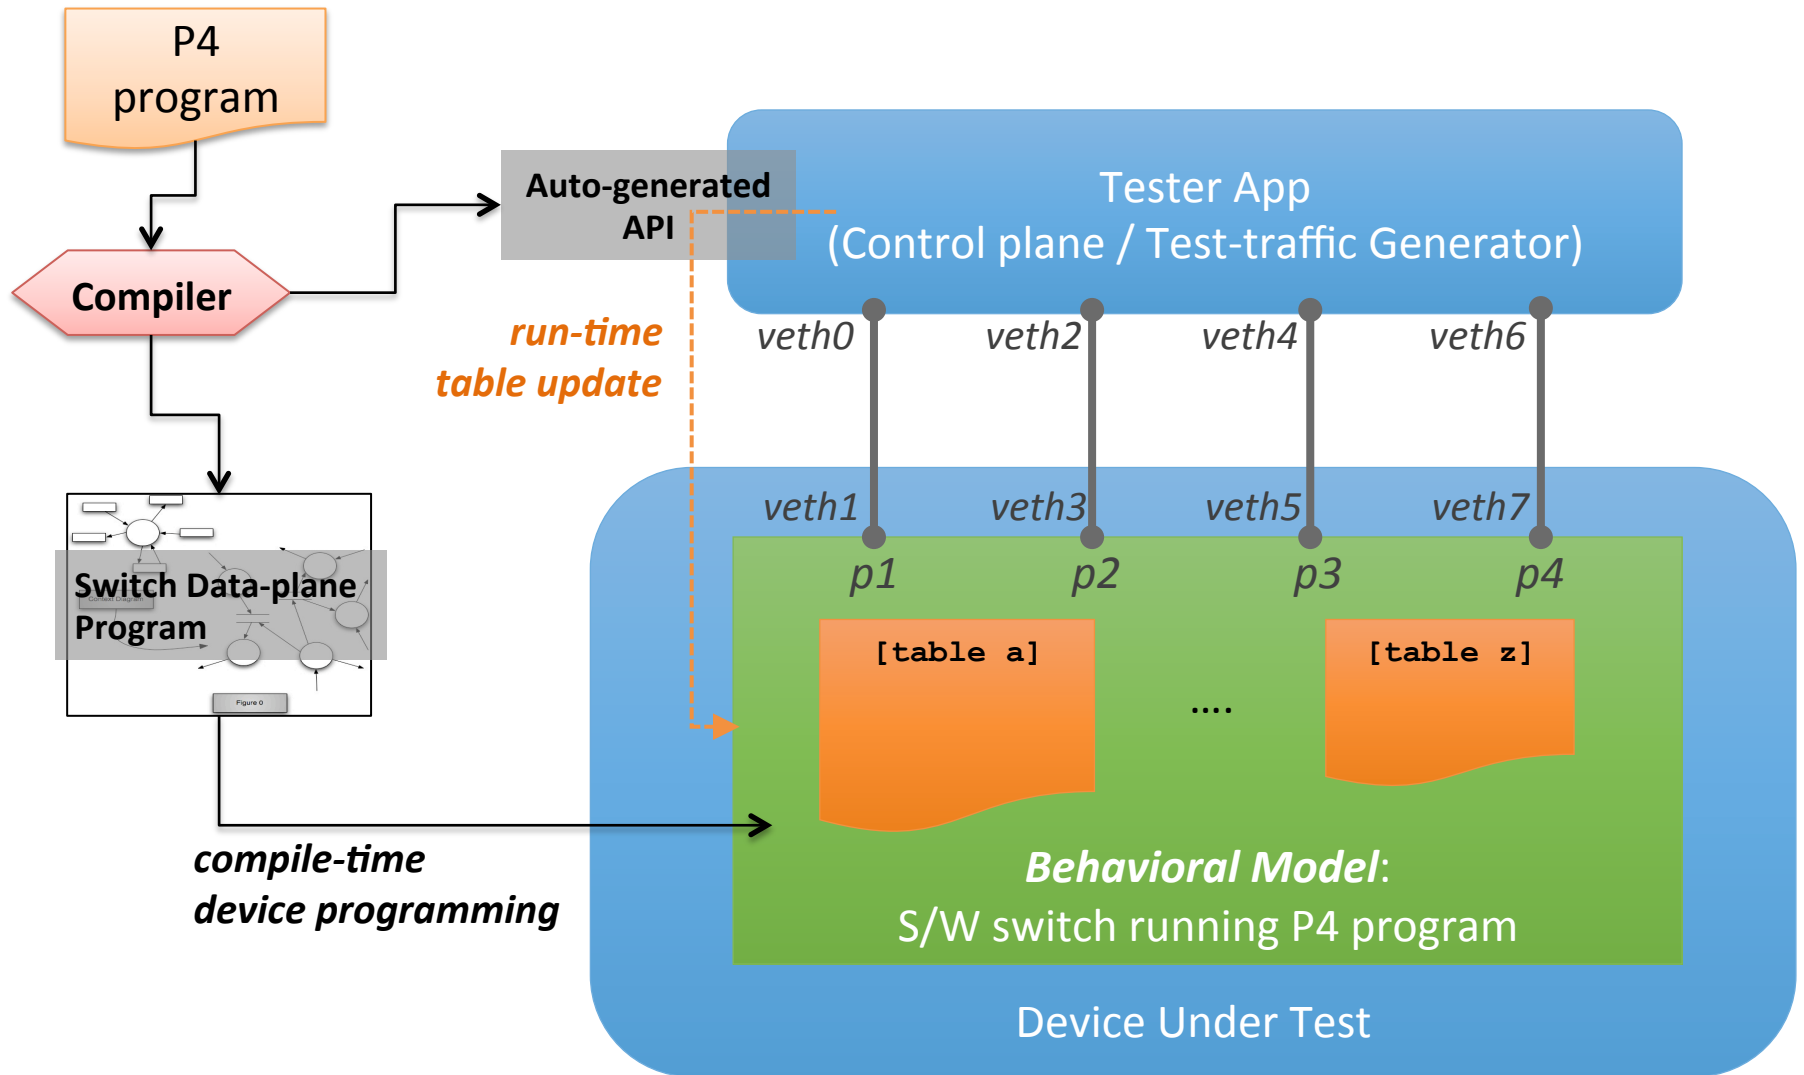 P4
program
Auto-generated
API
Tester App
(Control plane / Test-traffic Generator)
Compiler
run-time
table update
veth0
veth2
veth4
veth6
veth1
veth3
veth5
veth7
p1
p2
p3
p4
Switch Data-plane
Program
Context Diagram
Figure 0
[table a]
....
[table z]
compile-time
device programming
Behavioral Model:
S/W switch running P4 program
Device Under Test